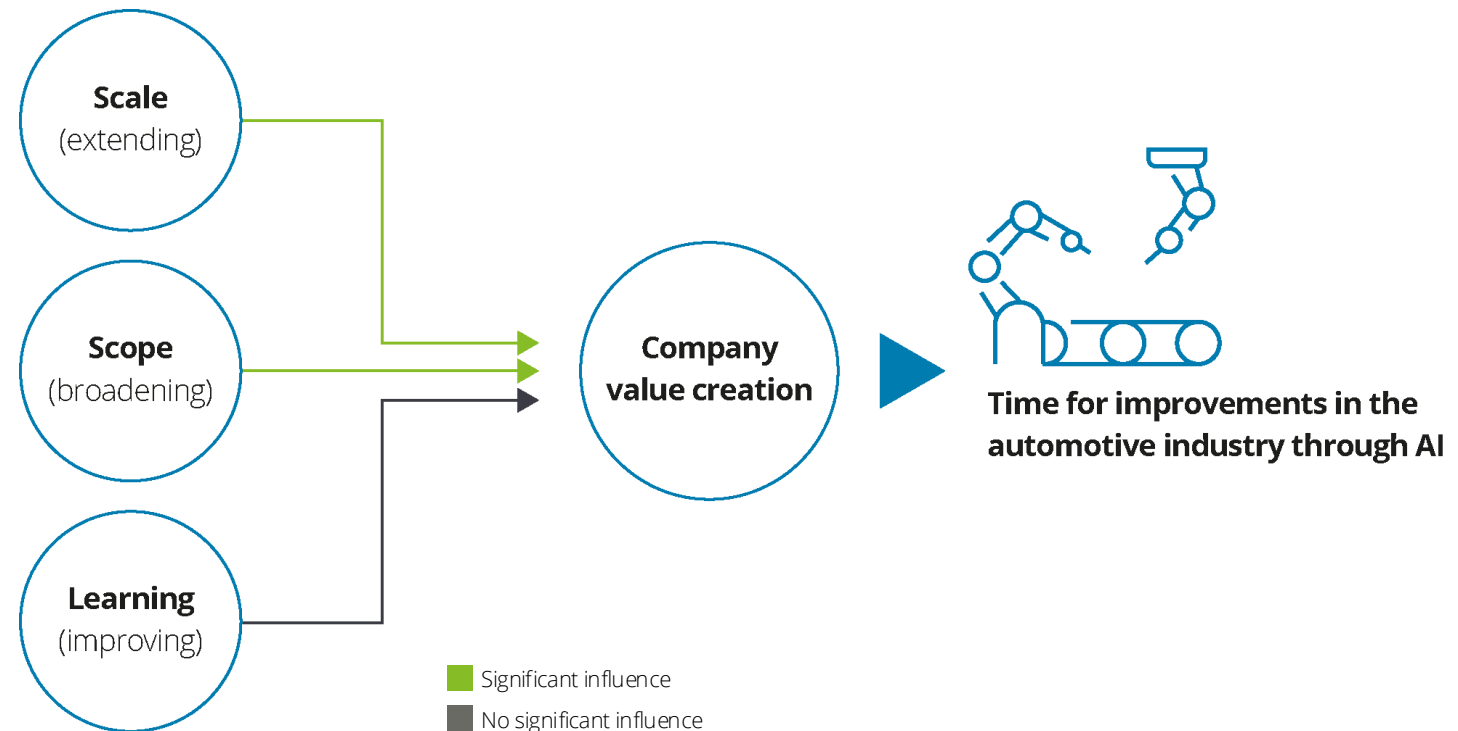 Scale
(extending)
Scope
(broadening)
Learning
(improving)
Company
value creation
Time for improvements in the
automotive industry through AI
Significant influence
No significant influence